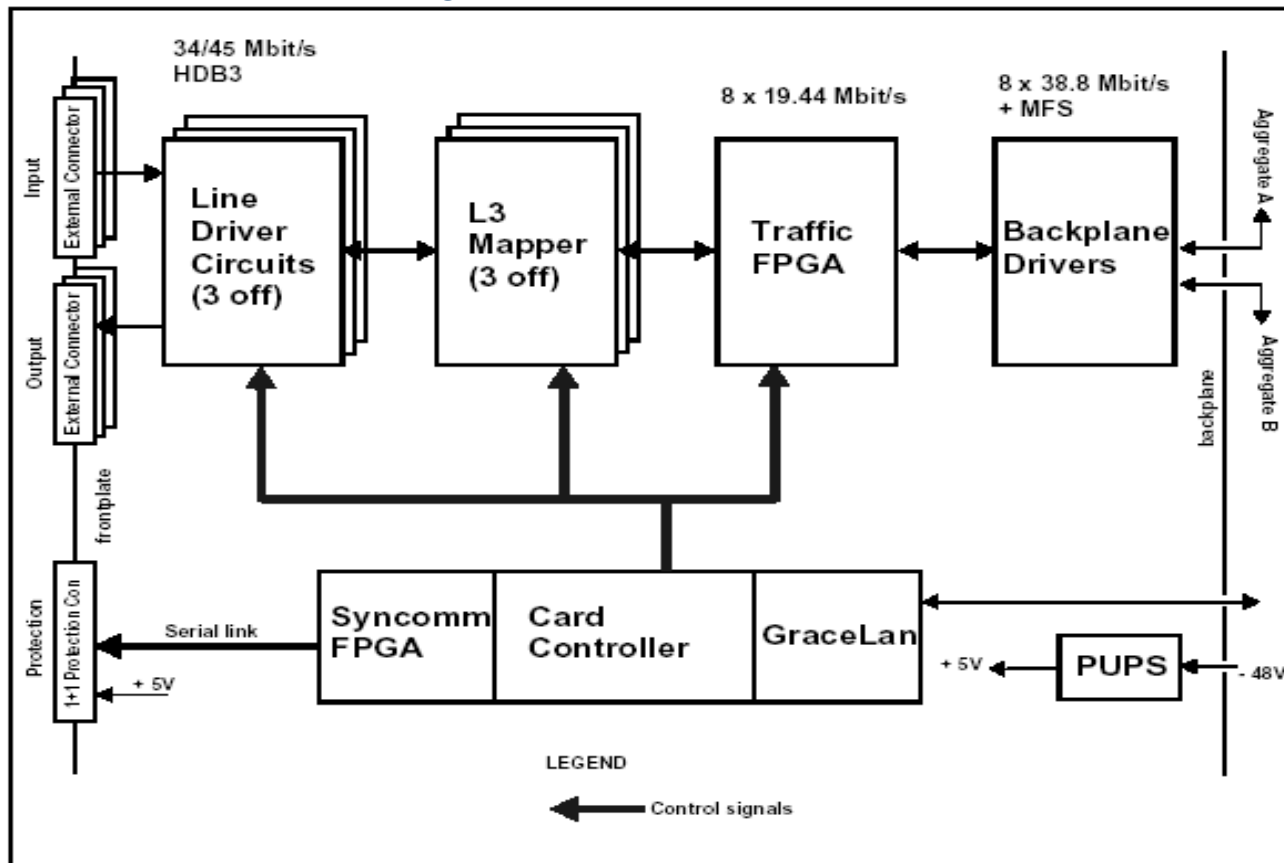 34/45 Mbit/s
HDB3
8 x 19.44 Mbit/s
8 x 38.8 Mbit/s
+ MFS
Input
External Connector
Line
Driver
Circuits
(3 off)
L3
Mapper
(3 off)
Traffic
FPGA
Backplane
Drivers
Aggregate A
Output
External Connector
Aggregate B
backplane
frontplate
Protection
1+1 Protection Con
Serial link
+ 5V
Syncomm
FPGA
Card
Controller
GraceLan
+ 5V
PUPS
- 48V
LEGEND
Control signals